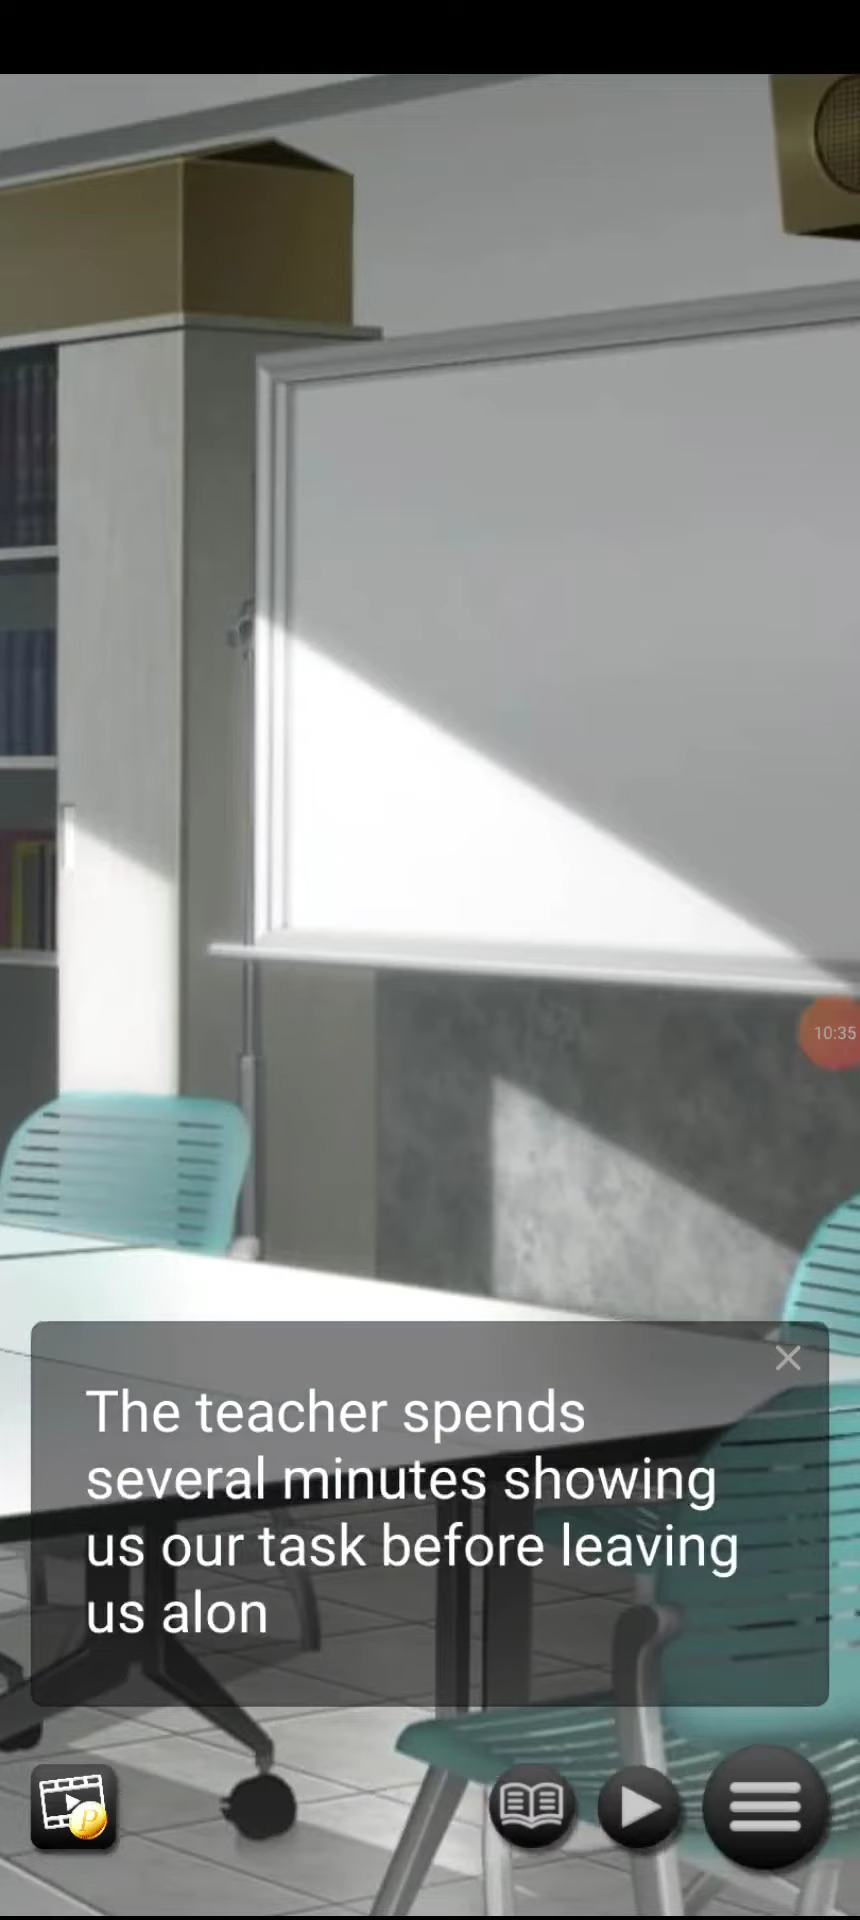 10:35
The teacher spends
several minutes showing
us our task before leaving
us alon
P